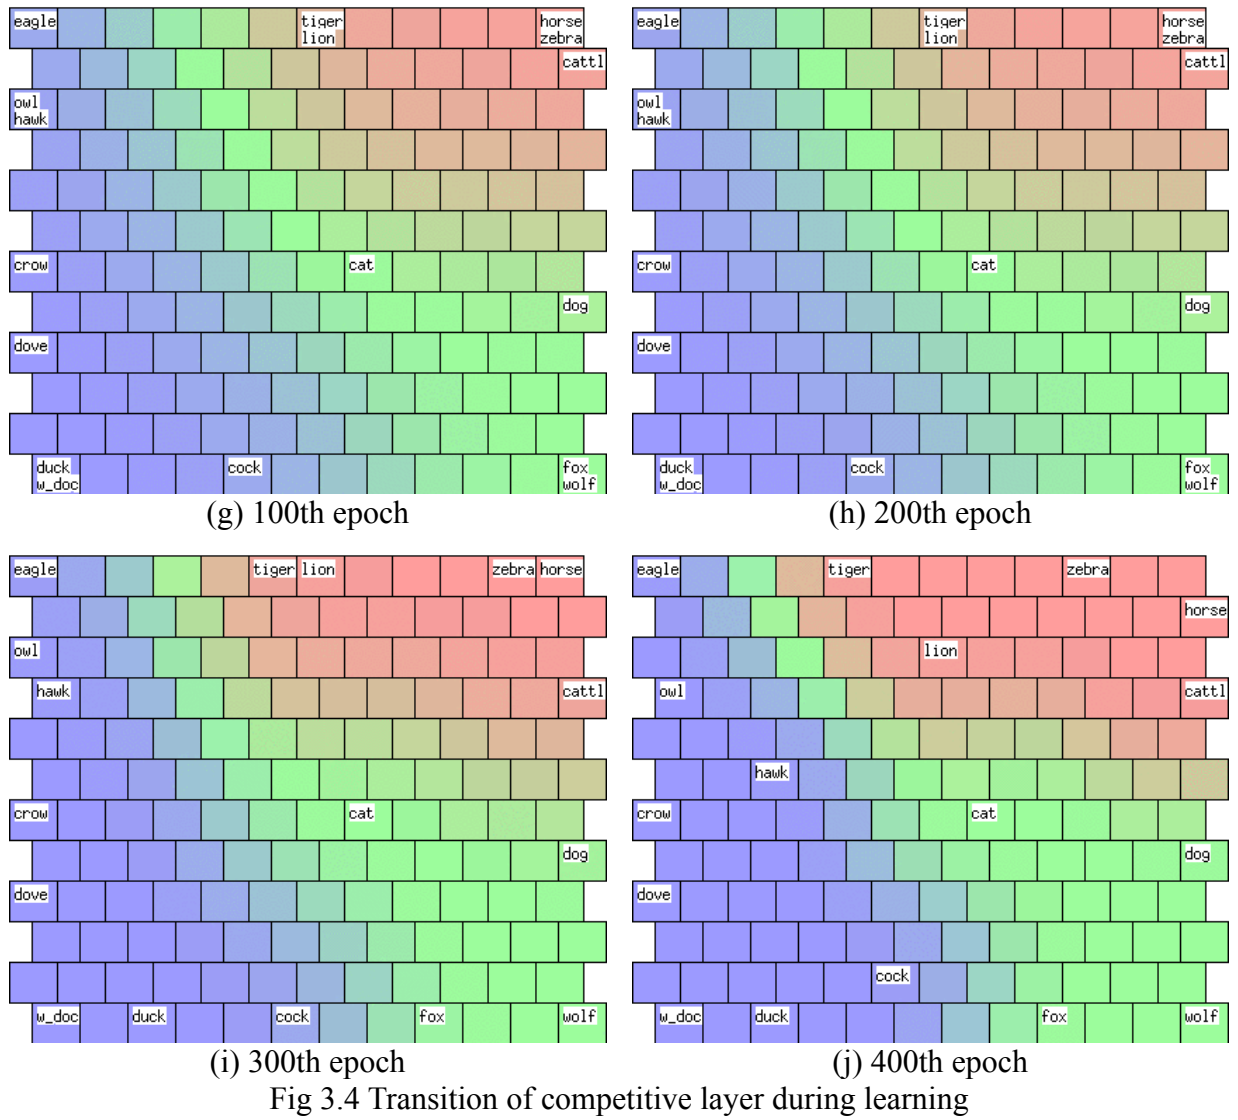 eagle tiger horse
lion zebra
cattl
owl
hawk
crow cat
dog
dove
duck cock fox
w_doc wolf
(g) 100th epoch
eagle tiger horse
lion zebra
cattl
owl
hawk
crow cat
dog
dove
duck cock fox
w_doc wolf
(h) 200th epoch
eagle tiger lion zebra horse
owl
hawk cattl
crow cat
dog
dove
w_doc duck cock fox wolf
(i) 300th epoch
eagle tiger zebra
horse
lion
owl cattl
hawk
crow cat
dog
dove
cock
w_doc duck fox wolf
(j) 400th epoch
Fig 3.4 Transition of competitive layer during learning